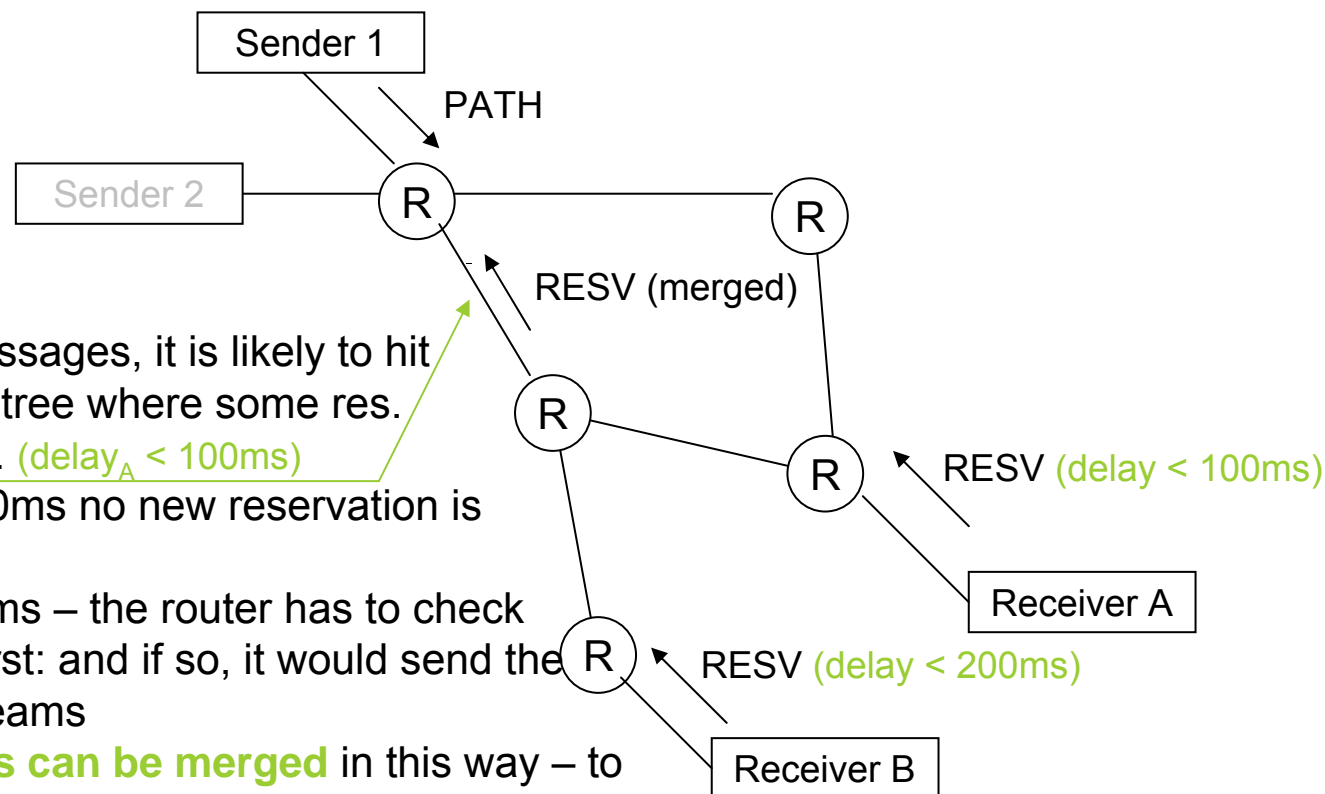 Sender 1
PATH
Sender 2
R
R
RESV (merged)
ssages, it is likely to hit
tree where some res.
R
. (delayA < 100ms)
R
RESV (delay < 100ms)
0ms no new reservation is
ms – the router has to check
Receiver A
rst: and if so, it would send the
R
RESV (delay < 200ms)
eams
s can be merged in this way – to
Receiver B